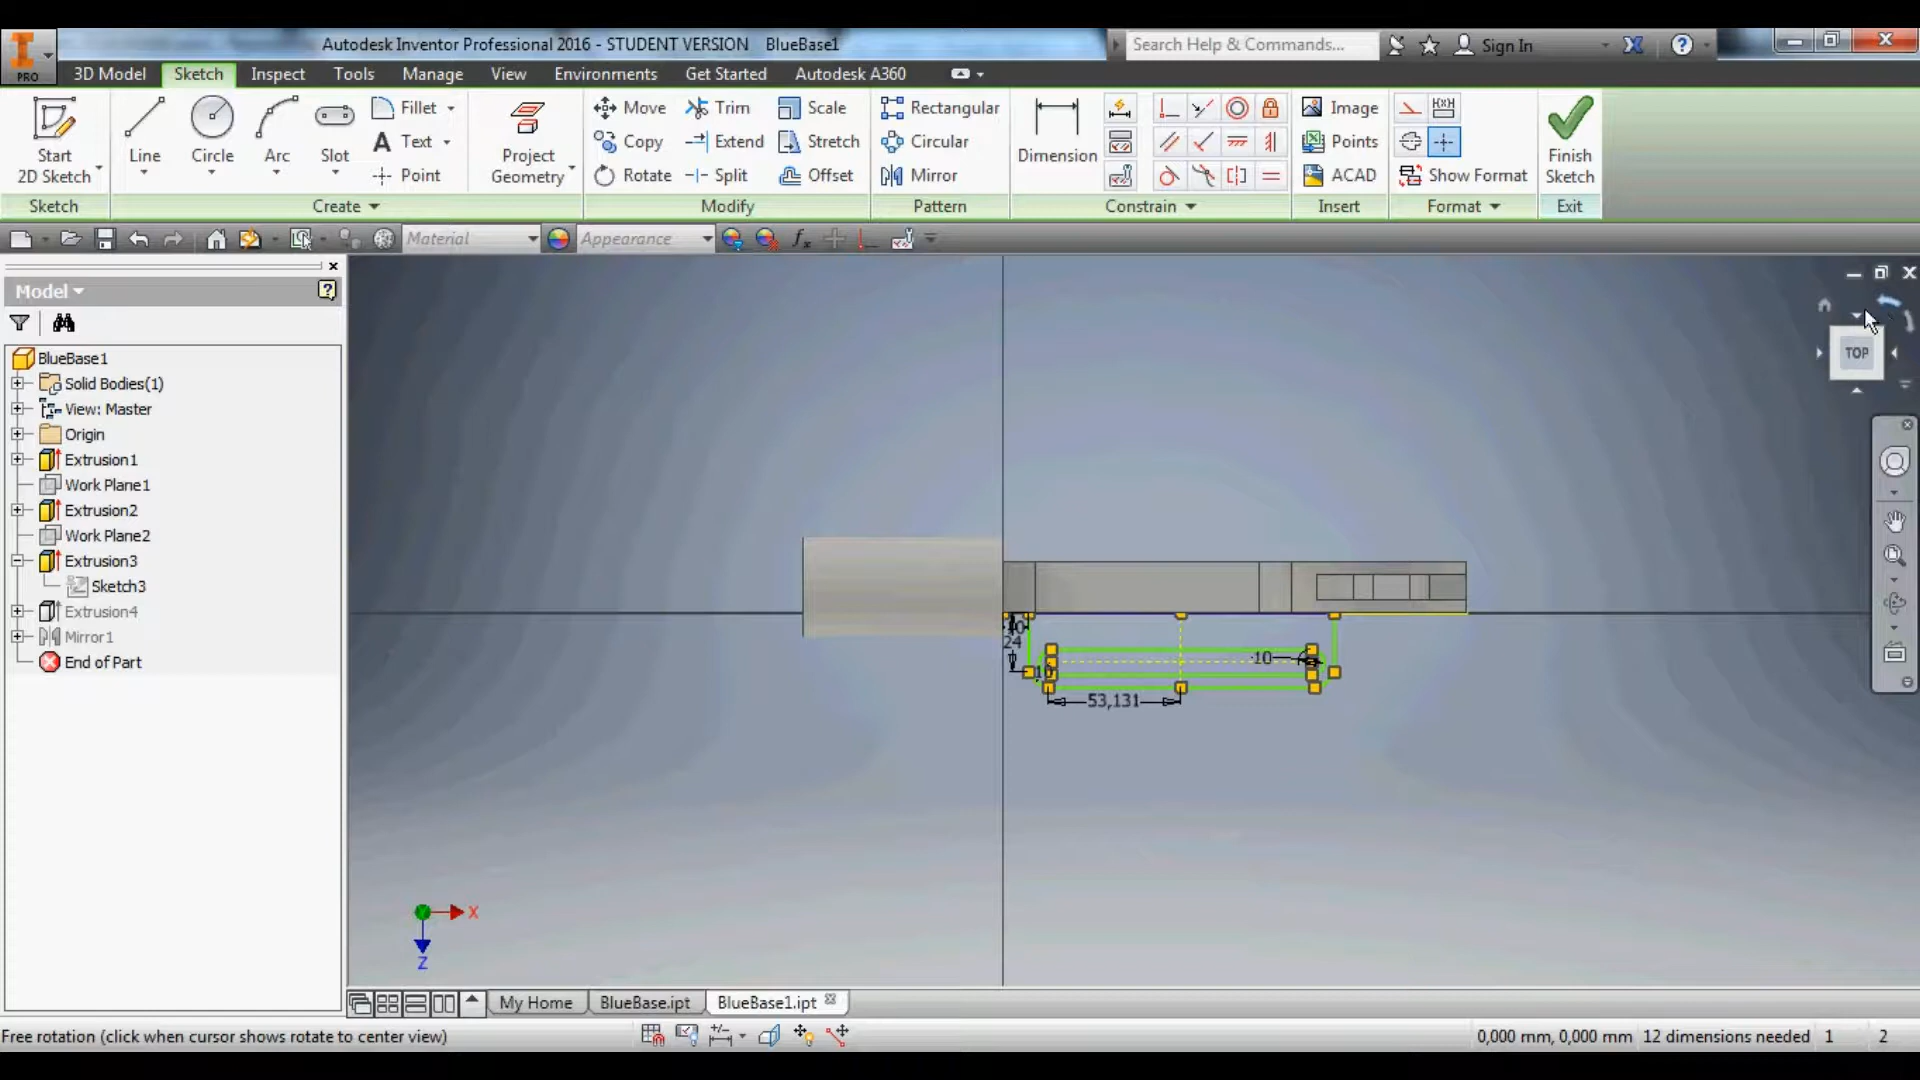 Autodesk Inventor Professional 2016 - STUDENT VERSION BlueBase1
Search Help & Commands...
Sign In
PRO
3D Model Sketch Inspect Tools Manage View Environments Get Started Autodesk A360
Start
2D Sketch
Line
Circle
Arc
Slot
Fillet
Text
Point
Project
Geometry
Move
Copy
Rotate
Trim
Extend
Split
Scale
Stretch
Offset
Rectangular
Circular
Mirror
Dimension
Image
Points
ACAD
Show Format
Finish
Sketch
Sketch Create Modify Pattern Constrain Insert Format Exit
Material
Appearance
Model
BlueBase1
Solid Bodies(1)
View: Master
Origin
Extrusion1
Work Plane1
Extrusion2
Work Plane2
Extrusion3
Sketch3
Extrusion4
Mirror1
End of Part
TOP
24
10
53,131
X
Z
My Home BlueBase.ipt BlueBase1.ipt
Free rotation (click when cursor shows rotate to center view)
0,000 mm, 0,000 mm 12 dimensions needed 1 2